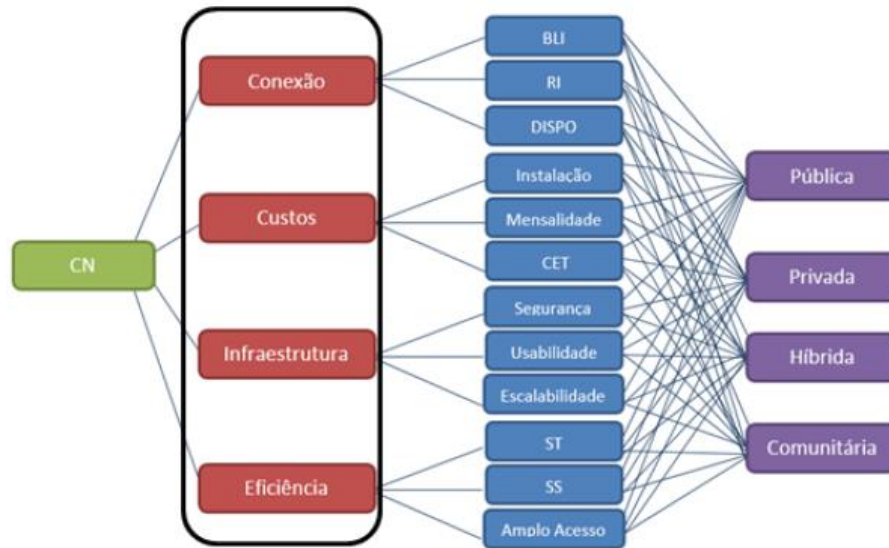 CN
Conexão
Custos
Infraestrutura
Eficiência
BLI
RI
DISPO
Instalação
Mensalidade
CET
Segurança
Usabilidade
Escalabilidade
ST
SS
Amplo Acesso
Pública
Privada
Híbrida
Comunitária